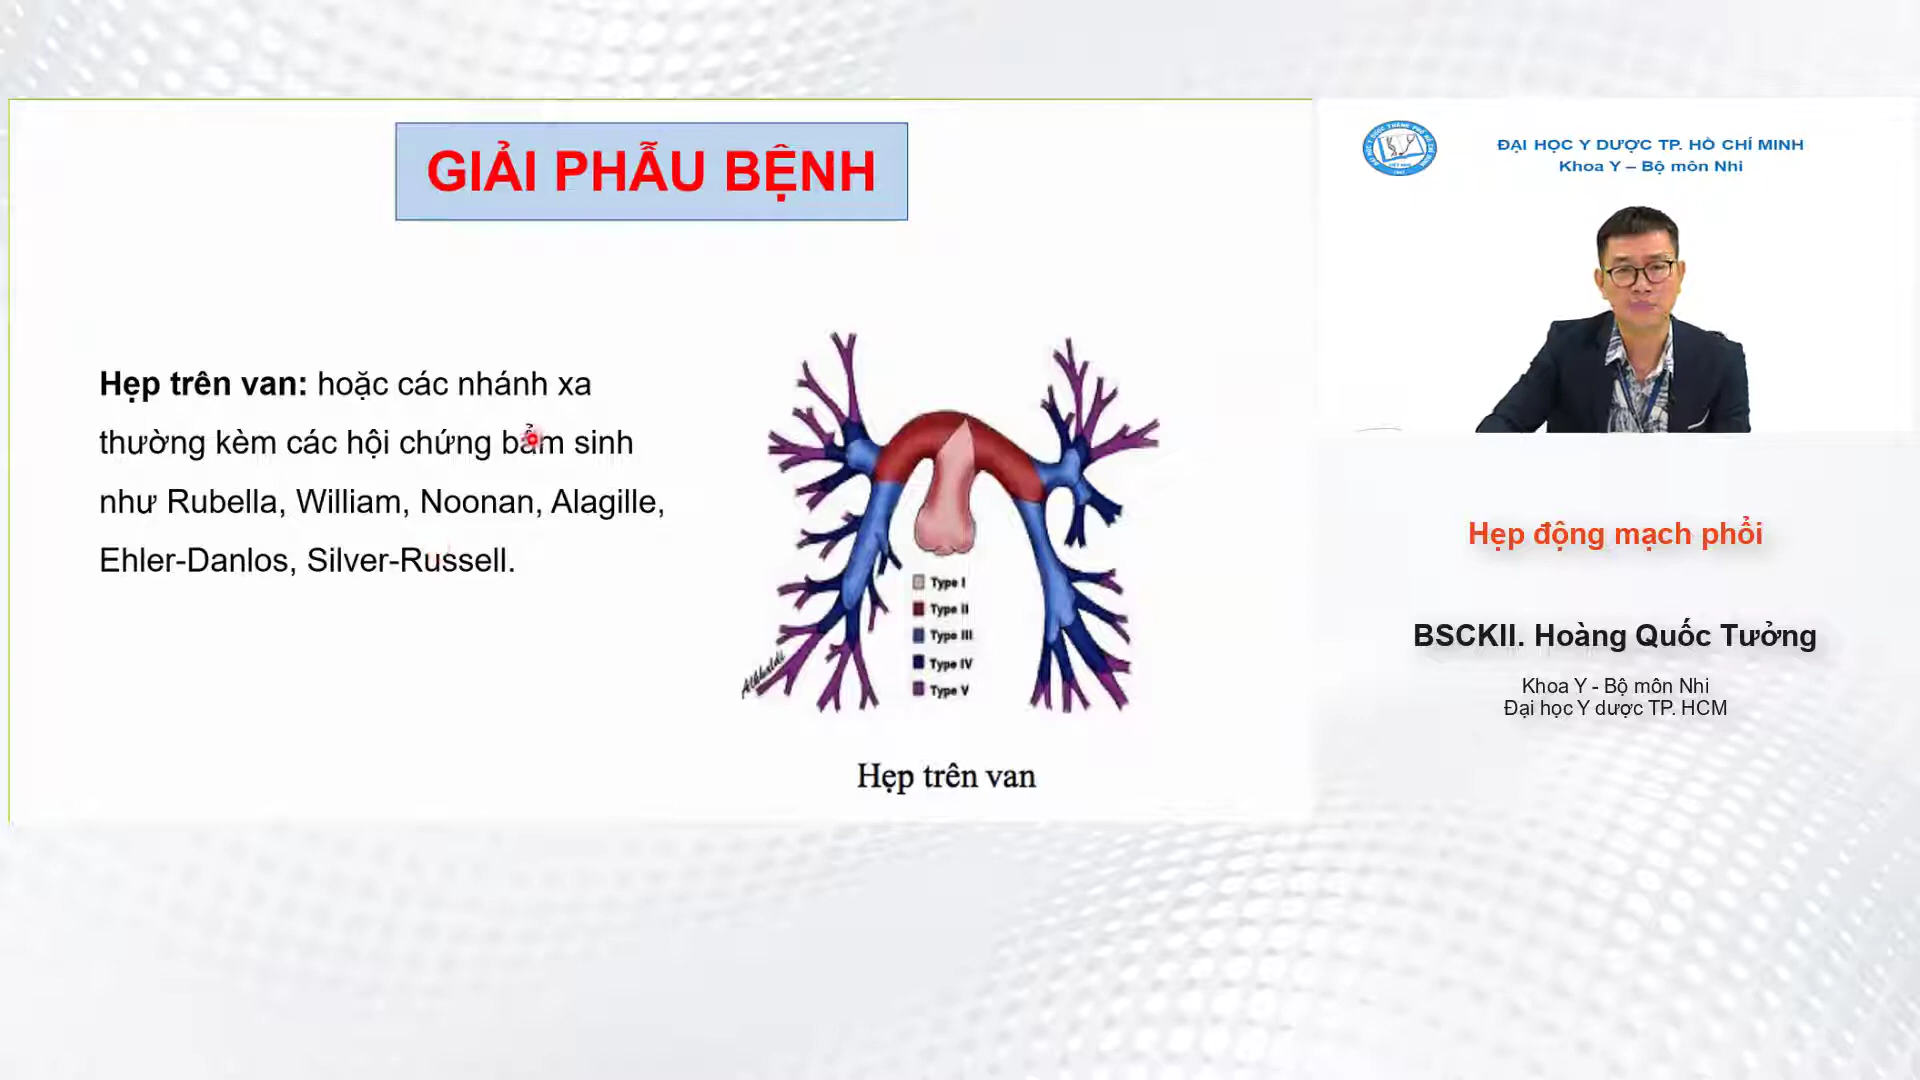 GIẢI PHẪU BỆNH
Hẹp trên van: hoặc các nhánh xa
thường kèm các hội chứng bẩm sinh
như Rubella, William, Noonan, Alagille,
Ehler-Danlos, Silver-Russell.
Type I
Type II
Type III
Type IV
Type V
Hẹp trên van
ĐẠI HỌC Y DƯỢC TP. HỒ CHÍ MINH
Khoa Y – Bộ môn Nhi
Hẹp động mạch phổi
BSCKII. Hoàng Quốc Tưởng
Khoa Y - Bộ môn Nhi
Đại học Y dược TP. HCM